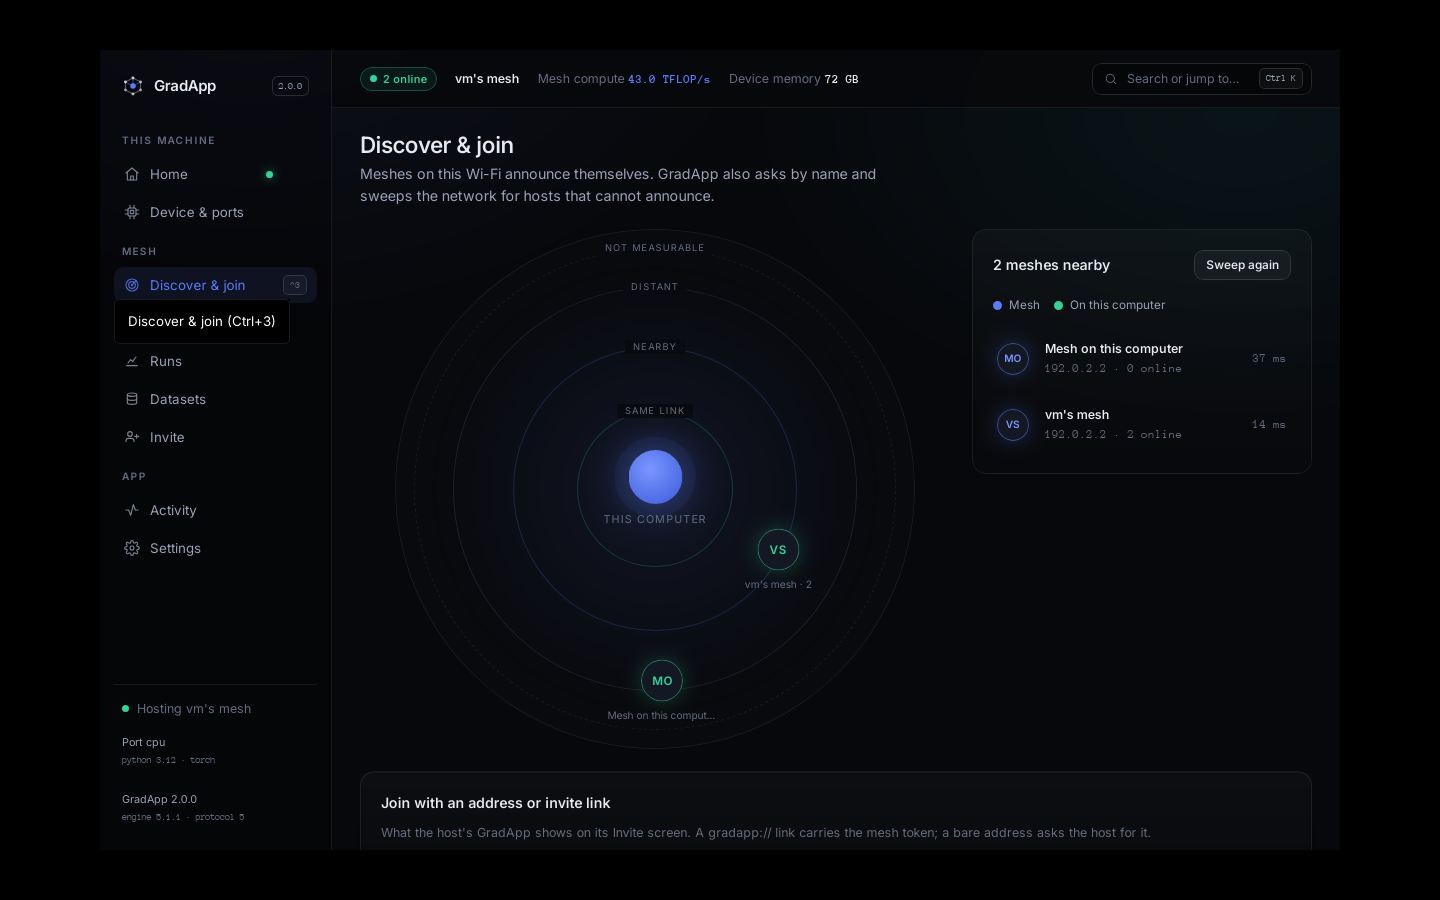 GradApp
2.0.0
THIS MACHINE
Home
Device & ports
MESH
Discover & join
^3
Discover & join (Ctrl+3)
Runs
Datasets
Invite
APP
Activity
Settings
Hosting vm's mesh
Port cpu
python 3.12 · torch
GradApp 2.0.0
engine 5.1.1 · protocol 5
2 online
vm's mesh
Mesh compute 43.0 TFLOP/s
Device memory 72 GB
Search or jump to...
Ctrl K
Discover & join
Meshes on this Wi-Fi announce themselves. GradApp also asks by name and
sweeps the network for hosts that cannot announce.
NOT MEASURABLE
DISTANT
NEARBY
SAME LINK
THIS COMPUTER
VS
vm's mesh · 2
MO
Mesh on this comput...
2 meshes nearby
Sweep again
Mesh
On this computer
MO
Mesh on this computer
192.0.2.2 · 0 online
37 ms
VS
vm's mesh
192.0.2.2 · 2 online
14 ms
Join with an address or invite link
What the host's GradApp shows on its Invite screen. A gradapp:// link carries the mesh token; a bare address asks the host for it.